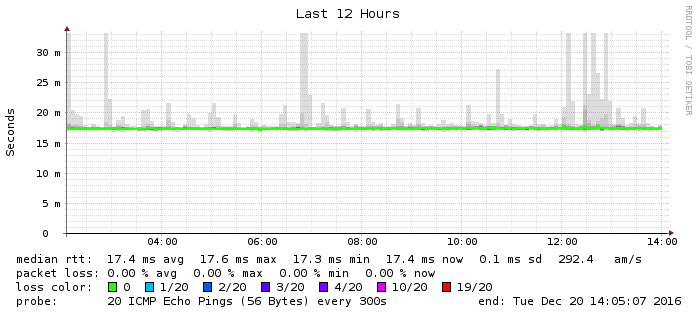 Last 12 Hours
RRDTOOL / TOBI OETIKER
Seconds
30 m
25 m
20 m
15 m
10 m
5 m
0
04:00 06:00 08:00 10:00 12:00 14:00
median rtt: 17.4 ms avg 17.6 ms max 17.3 ms min 17.4 ms now 0.1 ms sd 292.4 am/s
packet loss: 0.00 % avg 0.00 % max 0.00 % min 0.00 % now
loss color: 0 1/20 2/20 3/20 4/20 10/20 19/20
probe: 20 ICMP Echo Pings (56 Bytes) every 300s end: Tue Dec 20 14:05:07 2016